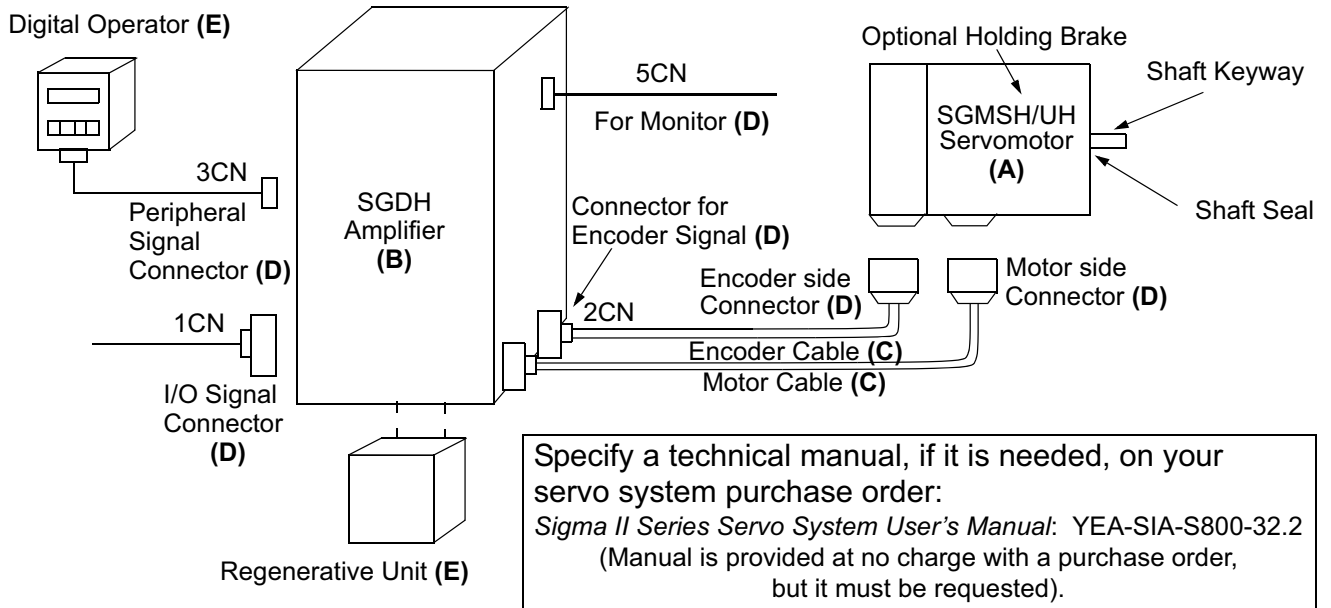 Digital Operator (E)
3CN
Peripheral
Signal
Connector (D)
1CN
I/O Signal
Connector
(D)
SGDH
Amplifier
(B)
Regenerative Unit (E)
5CN
For Monitor (D)
Connector for
Encoder Signal (D)
2CN
Encoder side
Connector (D)
Motor side
Connector (D)
Encoder Cable (C)
Motor Cable (C)
Optional Holding Brake
SGMSH/UH
Servomotor
(A)
Shaft Keyway
Shaft Seal
Specify a technical manual, if it is needed, on your
servo system purchase order:
Sigma II Series Servo System User's Manual: YEA-SIA-S800-32.2
(Manual is provided at no charge with a purchase order,
but it must be requested).